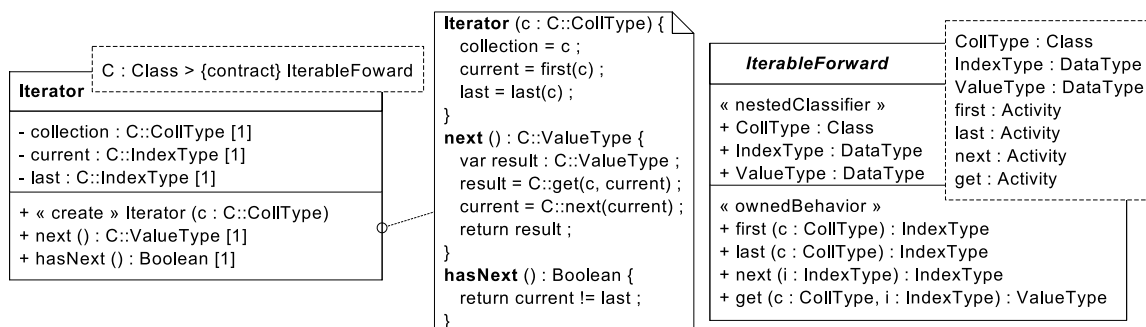 C : Class > {contract} IterableFoward
Iterator
- collection : C::CollType [1]
- current : C::IndexType [1]
- last : C::IndexType [1]
+ « create » Iterator (c : C::CollType)
+ next () : C::ValueType [1]
+ hasNext () : Boolean [1]
Iterator (c : C::CollType) {
collection = c ;
current = first(c) ;
last = last(c) ;
}
next () : C::ValueType {
var result : C::ValueType ;
result = C::get(c, current) ;
current = C::next(current) ;
return result ;
}
hasNext () : Boolean {
return current != last ;
}
IterableForward
CollType : Class
IndexType : DataType
ValueType : DataType
first : Activity
last : Activity
next : Activity
get : Activity
« nestedClassifier »
+ CollType : Class
+ IndexType : DataType
+ ValueType : DataType
« ownedBehavior »
+ first (c : CollType) : IndexType
+ last (c : CollType) : IndexType
+ next (i : IndexType) : IndexType
+ get (c : CollType, i : IndexType) : ValueType